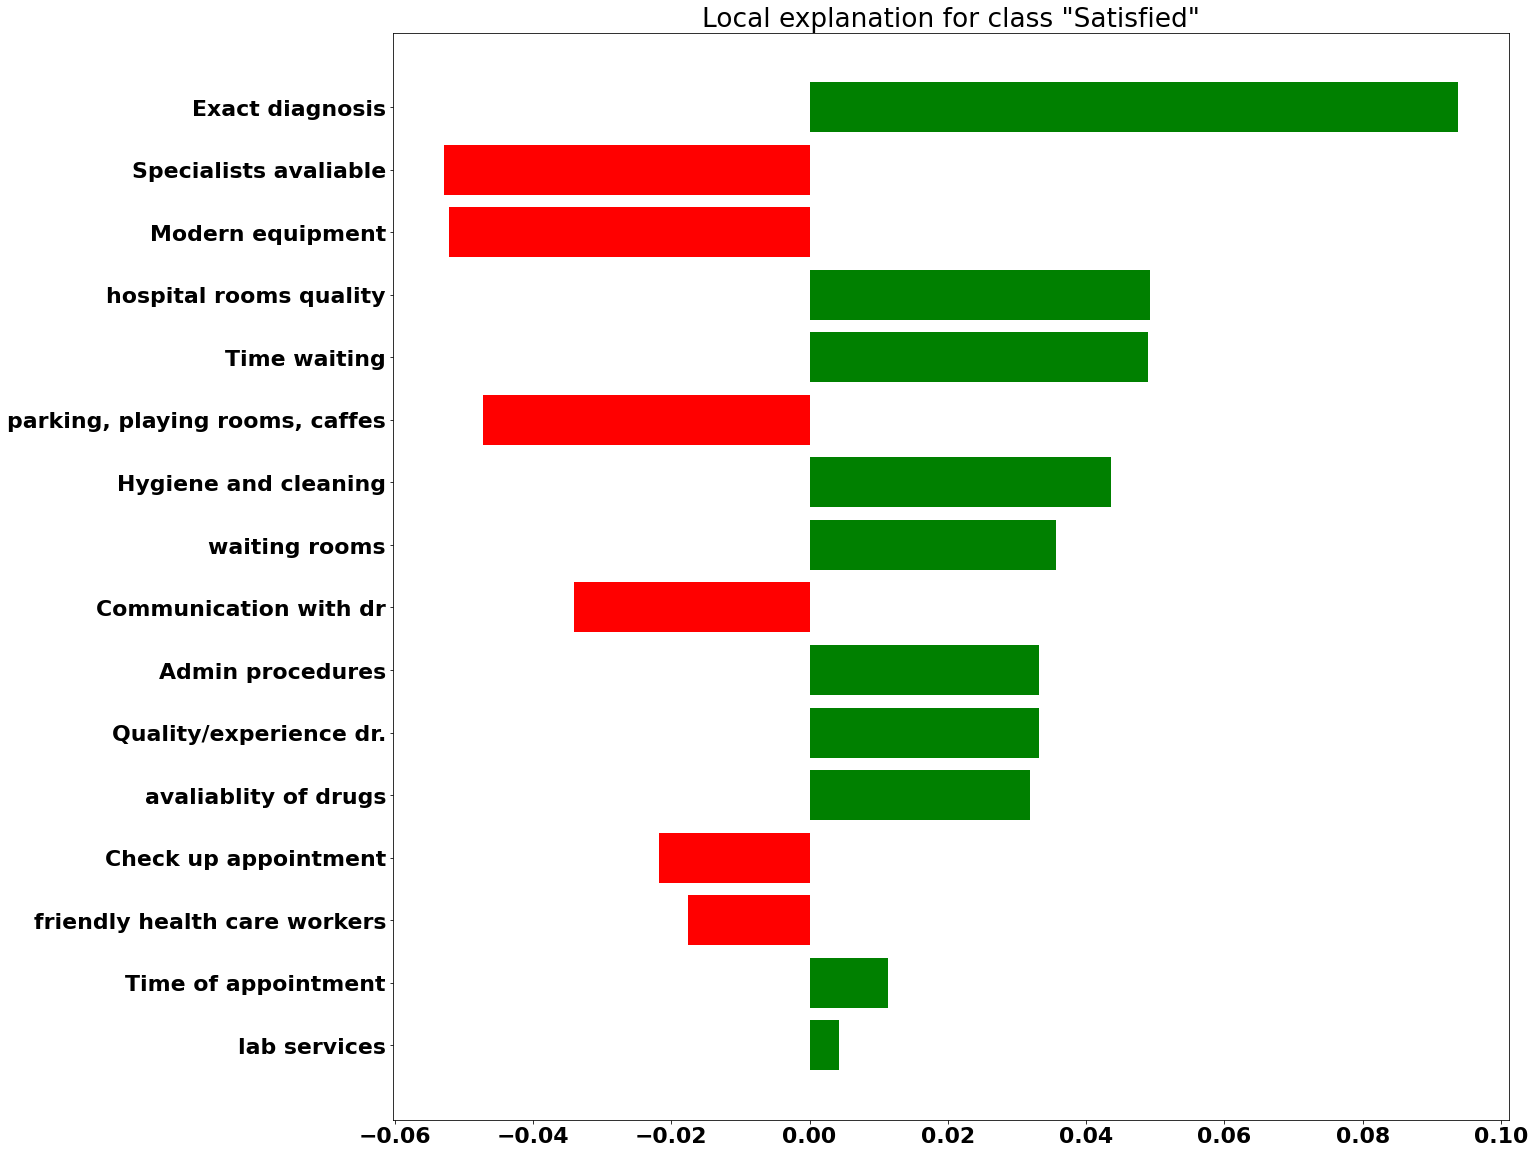 Local explanation for class "Satisfied"
Exact diagnosis
Specialists avaliable
Modern equipment
hospital rooms quality
Time waiting
parking, playing rooms, caffes
Hygiene and cleaning
waiting rooms
Communication with dr
Admin procedures
Quality/experience dr.
avaliablity of drugs
Check up appointment
friendly health care workers
Time of appointment
lab services
−0.06 −0.04 −0.02 0.00 0.02 0.04 0.06 0.08 0.10